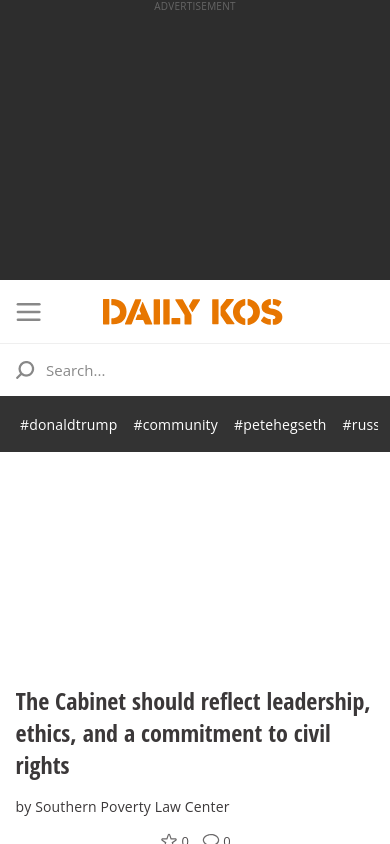 ADVERTISEMENT
DAILY KOS
Search...
#donaldtrump #community #petehegseth #russ
The Cabinet should reflect leadership,
ethics, and a commitment to civil
rights
by Southern Poverty Law Center
0 0